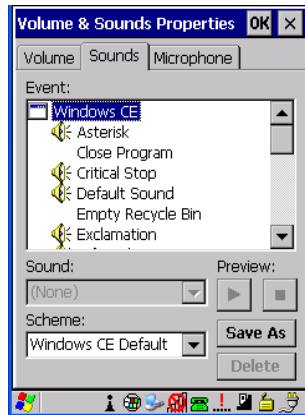 Volume & Sounds Properties OK ×
Volume Sounds Microphone
Event:
Windows CE
Asterisk
Close Program
Critical Stop
Default Sound
Empty Recycle Bin
Exclamation
Sound: Preview:
(None)
Scheme:
Windows CE Default
Save As
Delete